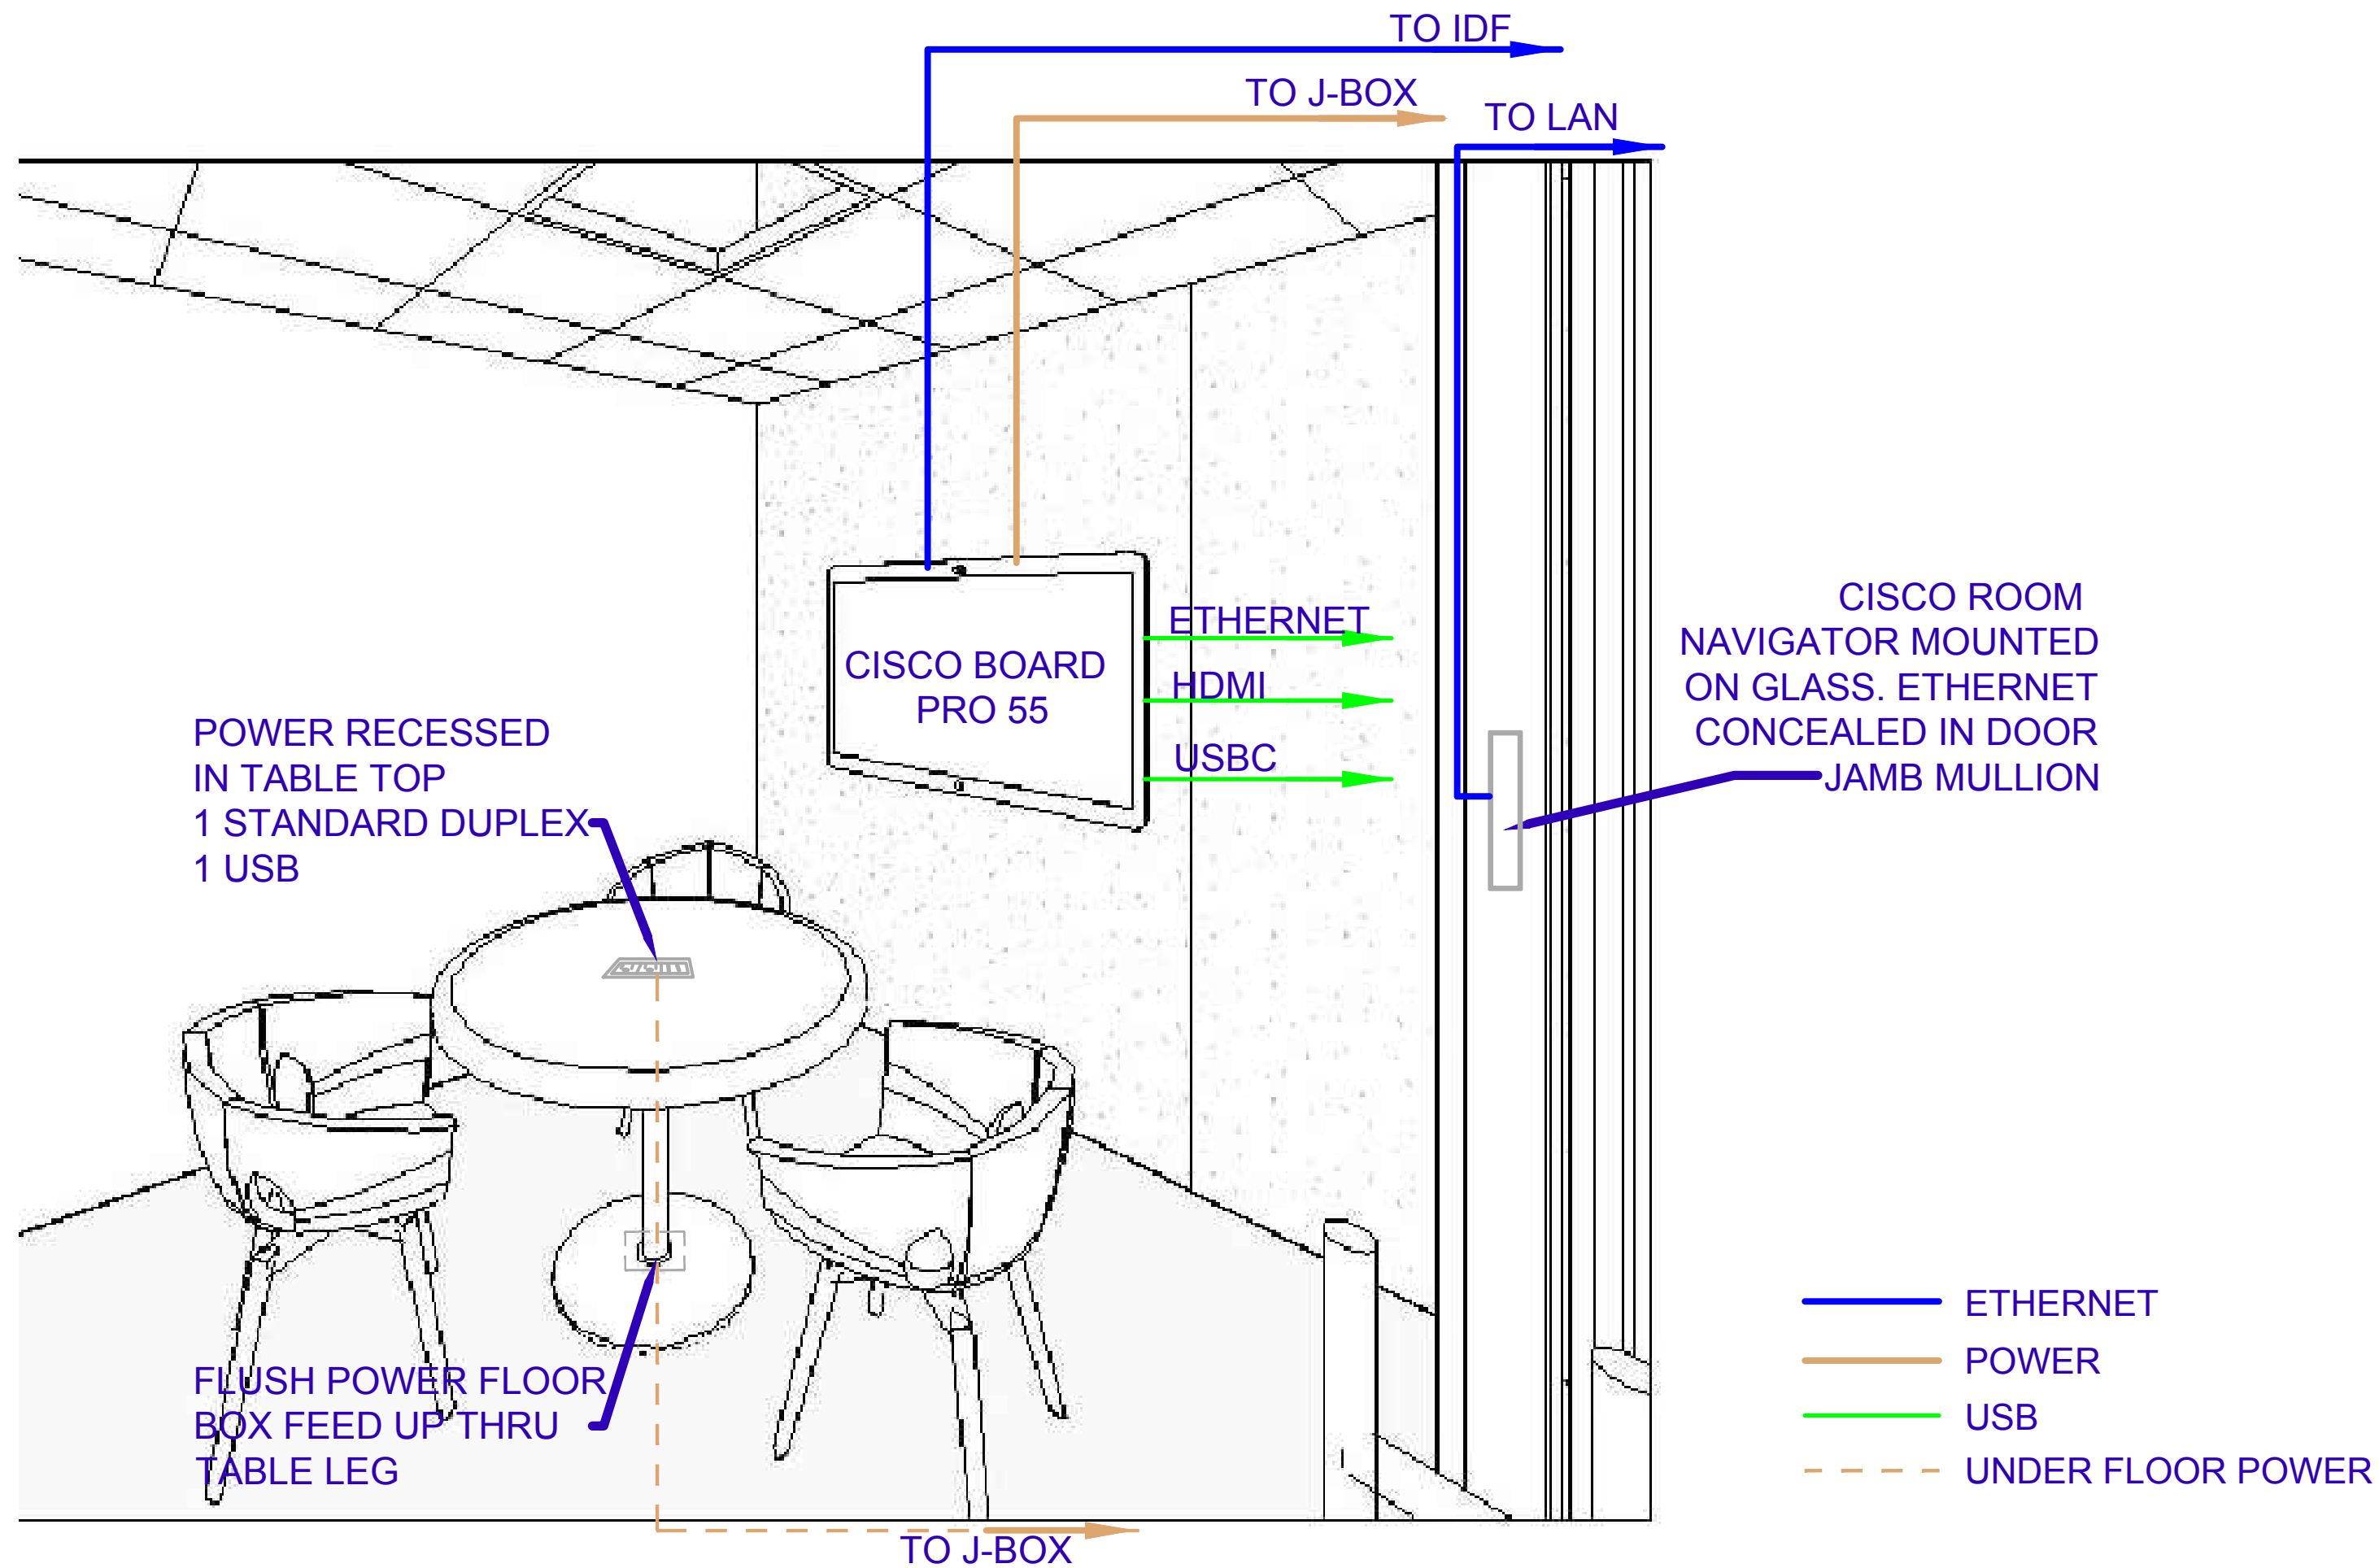 TO IDF
TO J-BOX
TO LAN
ETHERNET
HDMI
USBC
CISCO BOARD
PRO 55
CISCO ROOM
NAVIGATOR MOUNTED
ON GLASS. ETHERNET
CONCEALED IN DOOR
JAMB MULLION
POWER RECESSED
IN TABLE TOP
1 STANDARD DUPLEX
1 USB
FLUSH POWER FLOOR
BOX FEED UP THRU
TABLE LEG
TO J-BOX
ETHERNET
POWER
USB
UNDER FLOOR POWER